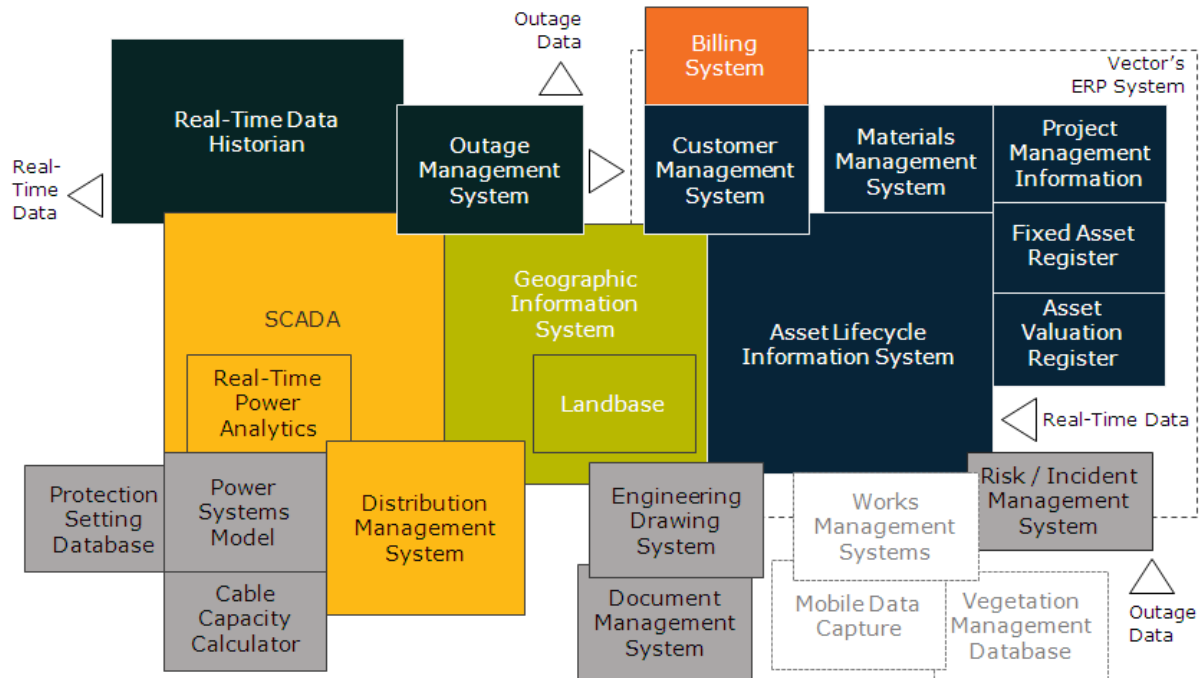 Outage
Data
Billing
System
Vector's
ERP System
Real-Time Data
Historian
Outage
Management
System
Customer
Management
System
Materials
Management
System
Project
Management
Information
Real-
Time
Data
Fixed Asset
Register
SCADA
Geographic
Information
System
Asset Lifecycle
Information System
Asset
Valuation
Register
Real-Time
Power
Analytics
Landbase
Real-Time Data
Protection
Setting
Database
Power
Systems
Model
Distribution
Management
System
Engineering
Drawing
System
Works
Management
Systems
Risk / Incident
Management
System
Cable
Capacity
Calculator
Document
Management
System
Mobile Data
Capture
Vegetation
Management
Database
Outage
Data